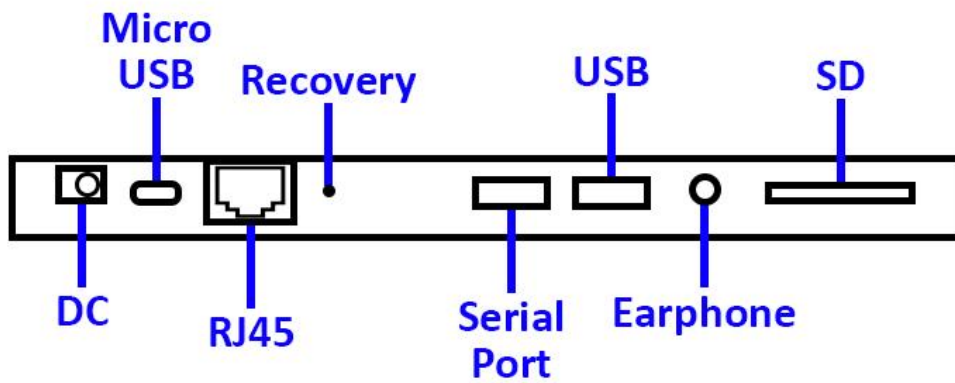 Micro
USB
Recovery
USB
SD
DC
RJ45
Serial
Port
Earphone